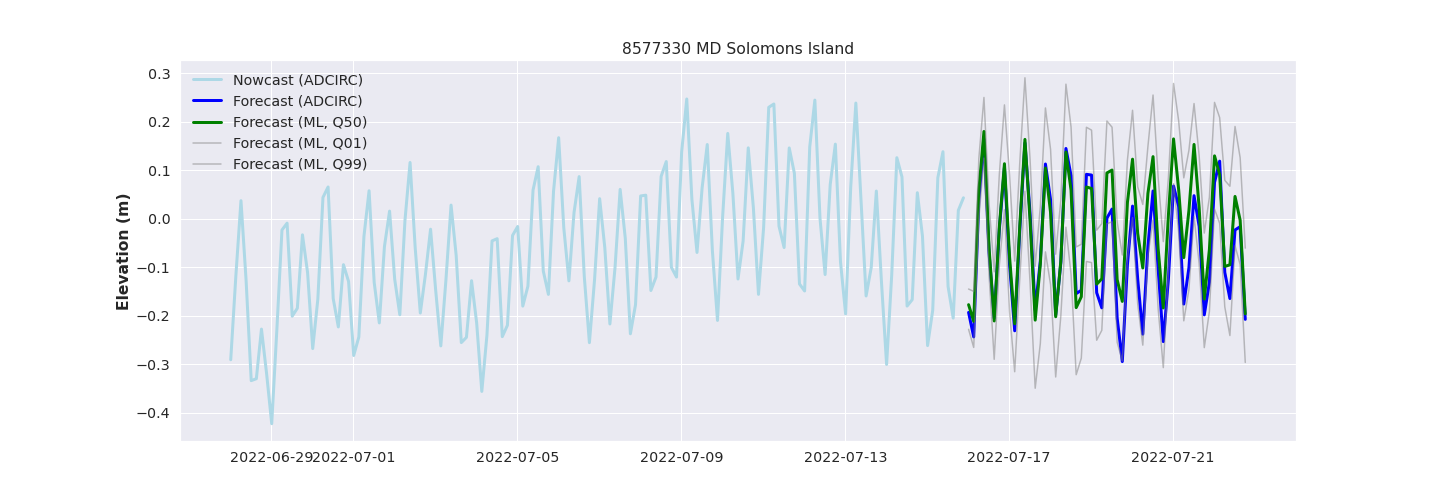 8577330 MD Solomons Island
Nowcast (ADCIRC)
Forecast (ADCIRC)
Forecast (ML, Q50)
Forecast (ML, Q01)
Forecast (ML, Q99)
Elevation (m)
0.3
0.2
0.1
0.0
−0.1
−0.2
−0.3
−0.4
2022-06-29 2022-07-01 2022-07-05 2022-07-09 2022-07-13 2022-07-17 2022-07-21